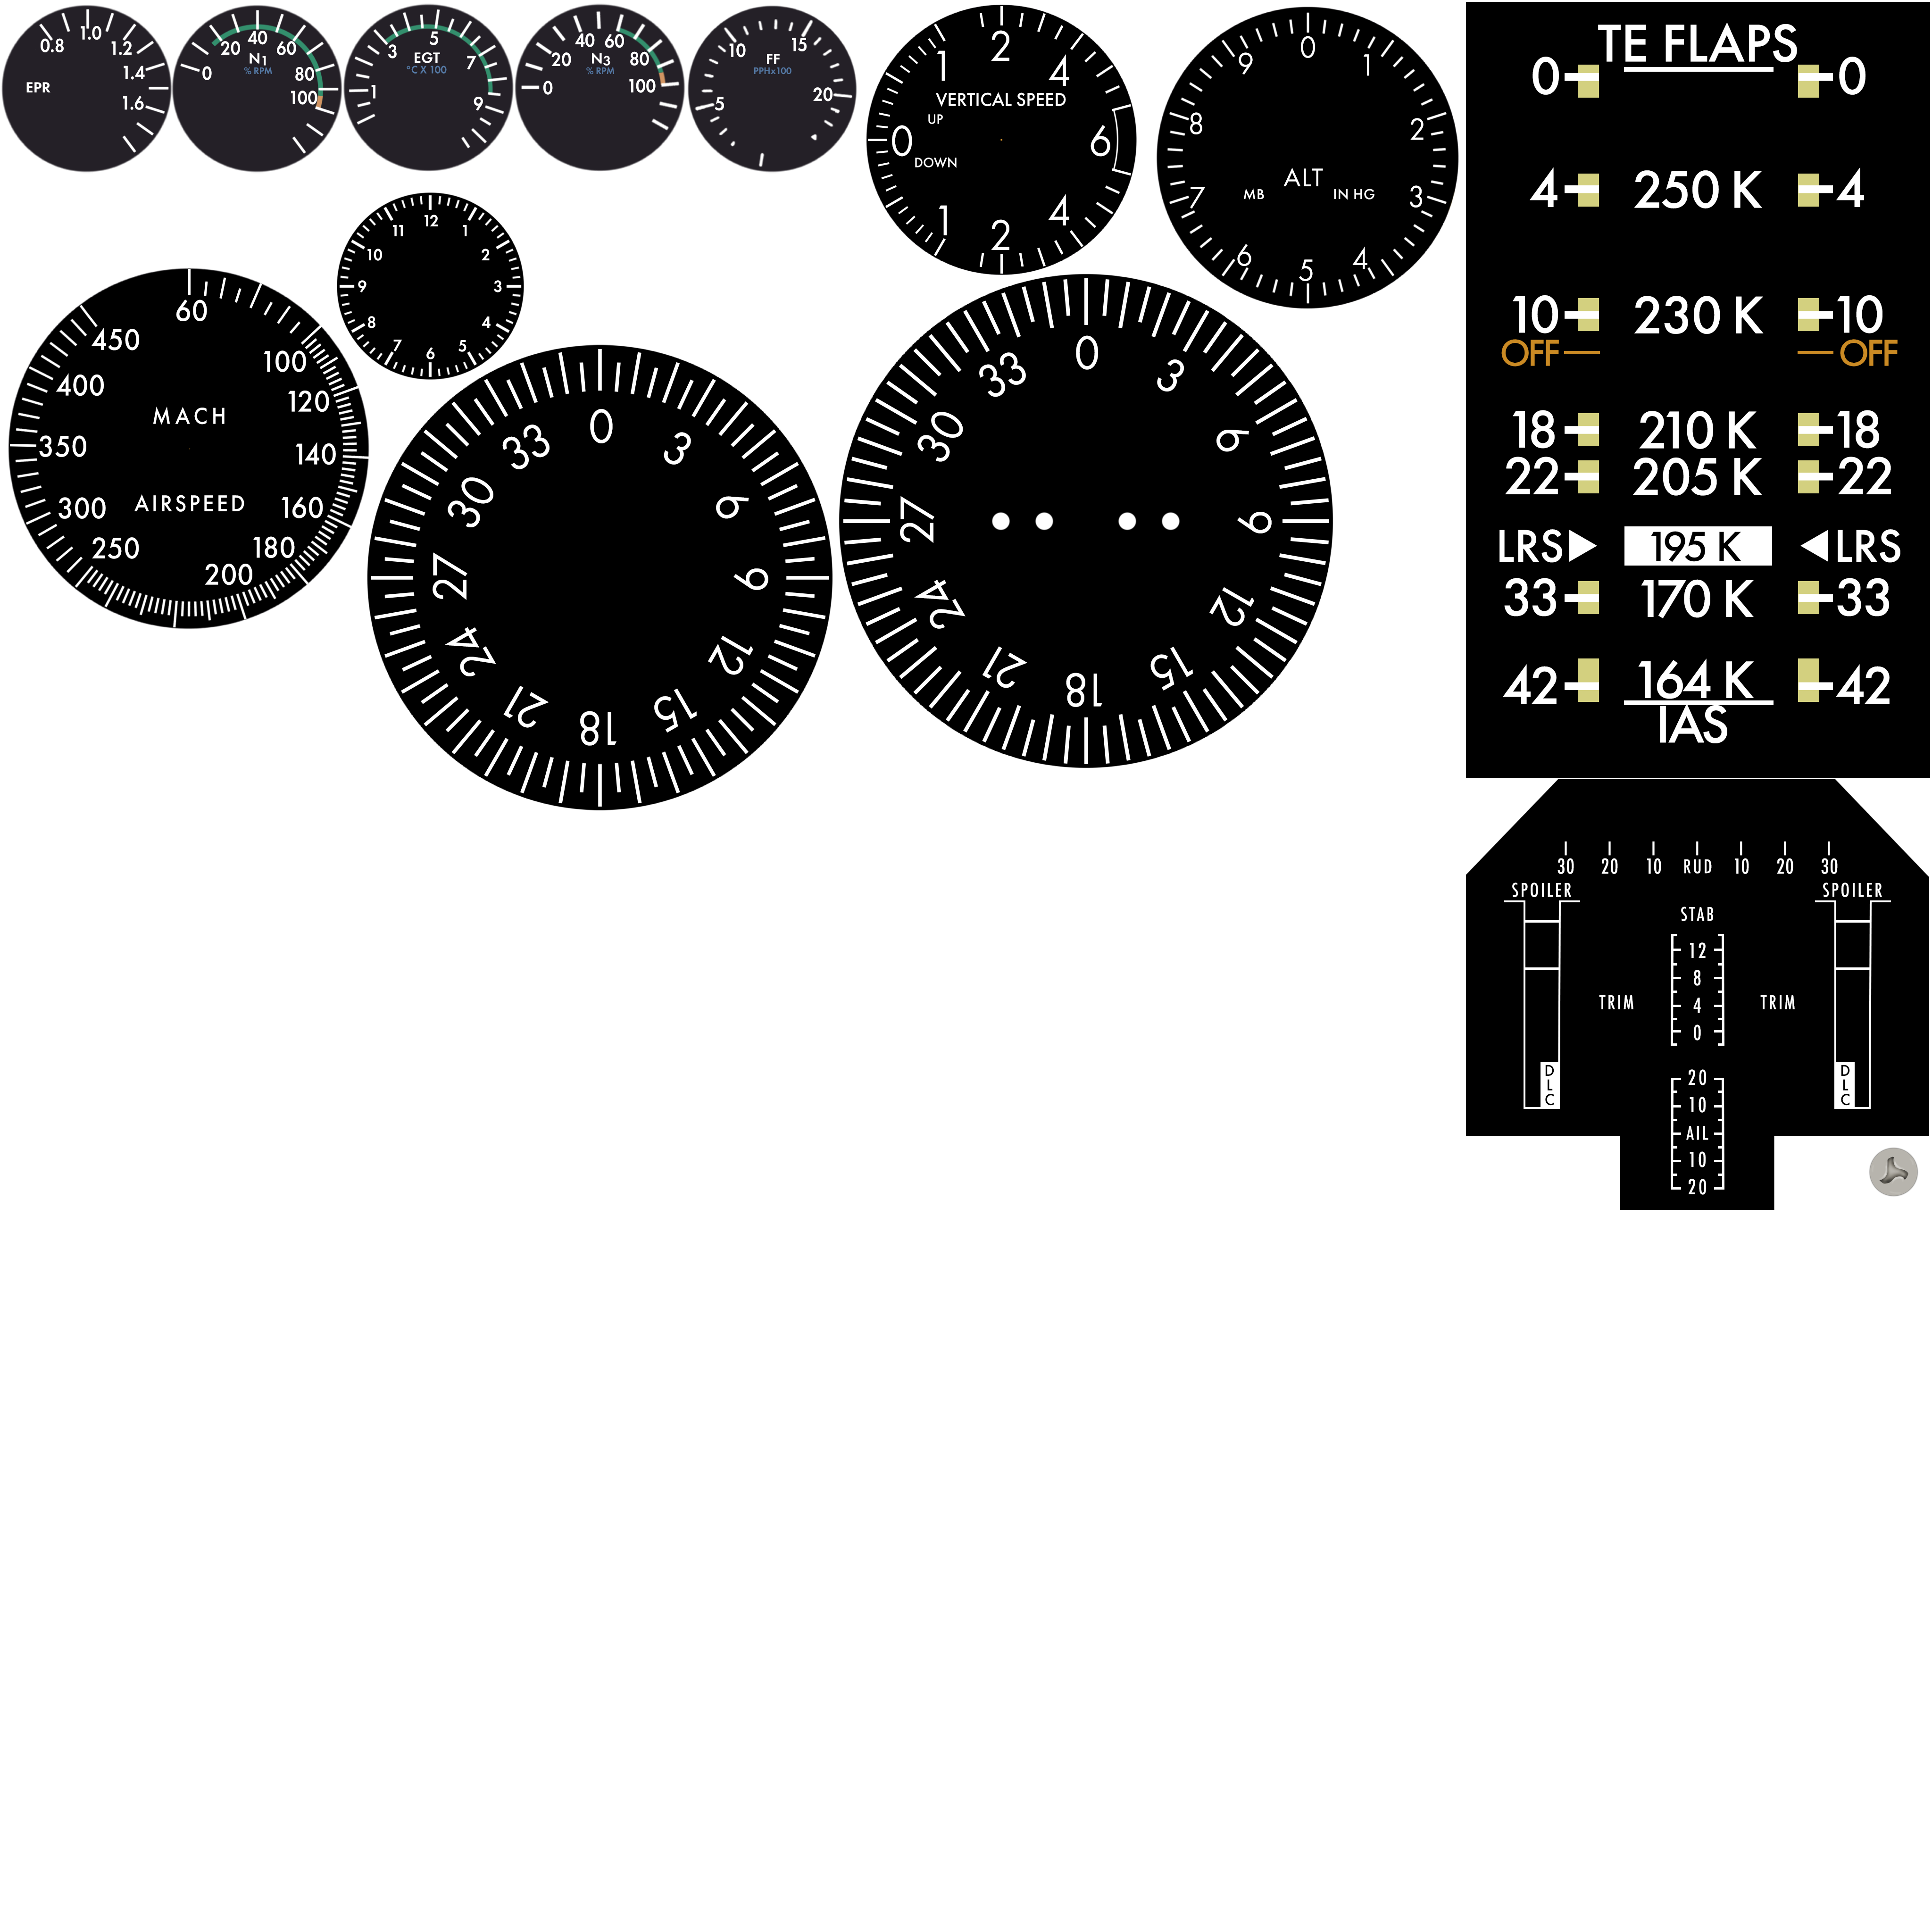 0.8 1.0 1.2 1.4 1.6
EPR
0 20 40 60 80 100
N1
% RPM
1 3 5 7 9
EGT
°C X 100
0 20 40 60 80 100
N3
% RPM
5 10 15 20
FF
PPHx100
1 2 4
VERTICAL SPEED
UP
0 6
DOWN
1 2 4
0 1 2 3 4 5 6 7 8 9
ALT
MB IN HG
12 1 2 3 4 5 6 7 8 9 10 11
60 100 120 140 160 180 200 250 300 350 400 450
MACH
AIRSPEED
0 3 6 9 12 15 18 21 24 27 30 33
0 3 6 9 12 15 18 21 24 27 30 33
TE FLAPS
0 0
4 250 K 4
10 230 K 10
OFF OFF
18 210 K 18
22 205 K 22
LRS 195 K LRS
33 170 K 33
42 164 K 42
IAS
30 20 10 RUD 10 20 30
SPOILER SPOILER
STAB
12
8
TRIM TRIM
4
0
D L C
D L C
20
10
AIL
10
20